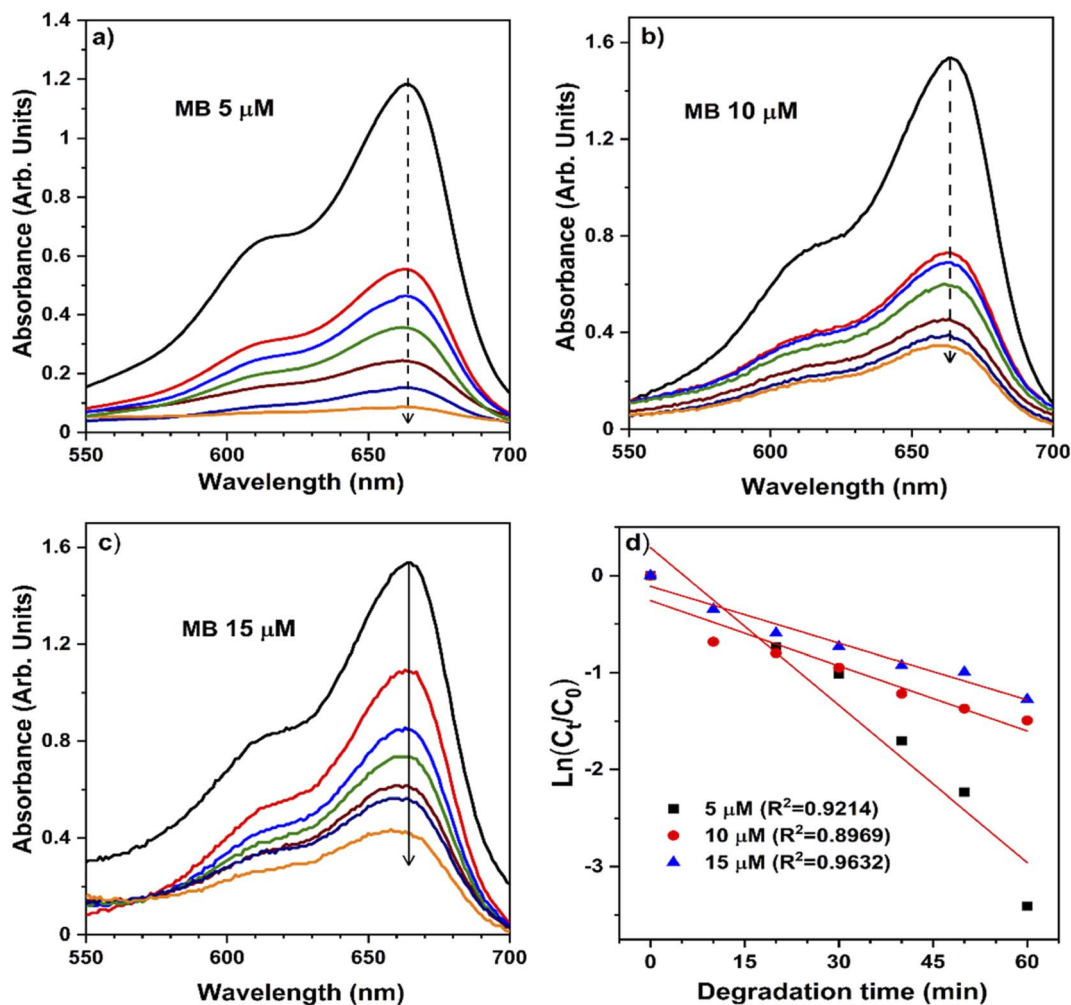 a)
MB 5 μM
Absorbance (Arb. Units)
1.4
1.2
1
0.8
0.6
0.4
0.2
0
550
600
650
700
Wavelength (nm)
b)
MB 10 μM
Absorbance (Arb. Units)
1.6
1.2
0.8
0.4
0
550
600
650
700
Wavelength (nm)
c)
MB 15 μM
Absorbance (Arb. Units)
1.6
1.2
0.8
0.4
0
550
600
650
700
Wavelength (nm)
d)
Ln(Cₜ/C₀)
0
-1
-2
-3
5 μM (R²=0.9214)
10 μM (R²=0.8969)
15 μM (R²=0.9632)
0
15
30
45
60
Degradation time (min)